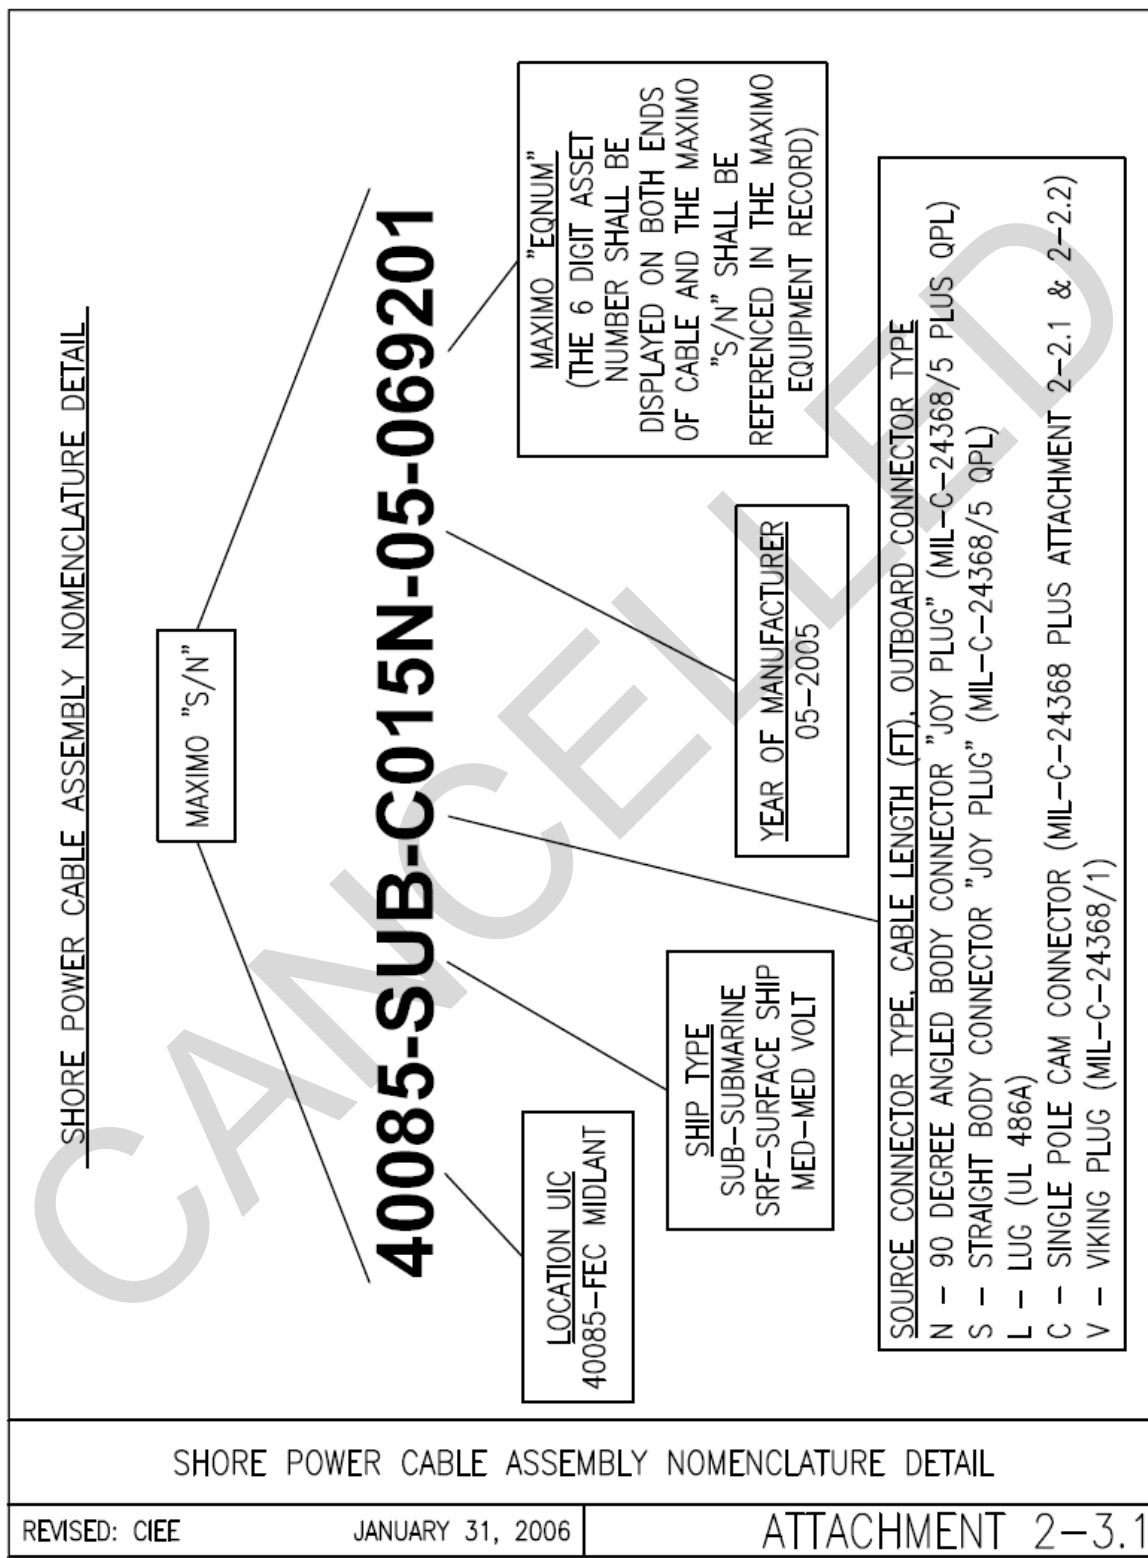 SHORE POWER CABLE ASSEMBLY NOMENCLATURE DETAIL
MAXIMO "S/N"
40085-SUB-C015N-05-069201
LOCATION UIC
40085-FEC MIDLANT
SHIP TYPE
SUB-SUBMARINE
SRF-SURFACE SHIP
MED-MED VOLT
YEAR OF MANUFACTURER
05-2005
MAXIMO "EQNUM"
(THE 6 DIGIT ASSET
NUMBER SHALL BE
DISPLAYED ON BOTH ENDS
OF CABLE AND THE MAXIMO
"S/N" SHALL BE
REFERENCED IN THE MAXIMO
EQUIPMENT RECORD)
SOURCE CONNECTOR TYPE, CABLE LENGTH (FT), OUTBOARD CONNECTOR TYPE
N - 90 DEGREE ANGLED BODY CONNECTOR "JOY PLUG" (MIL-C-24368/5 PLUS QPL)
S - STRAIGHT BODY CONNECTOR "JOY PLUG" (MIL-C-24368/5 QPL)
L - LUG (UL 486A)
C - SINGLE POLE CAM CONNECTOR (MIL-C-24368 PLUS ATTACHMENT 2-2.1 & 2-2.2)
V - VIKING PLUG (MIL-C-24368/1)
CANCELLED
SHORE POWER CABLE ASSEMBLY NOMENCLATURE DETAIL
REVISED: CIEE JANUARY 31, 2006 ATTACHMENT 2-3.1